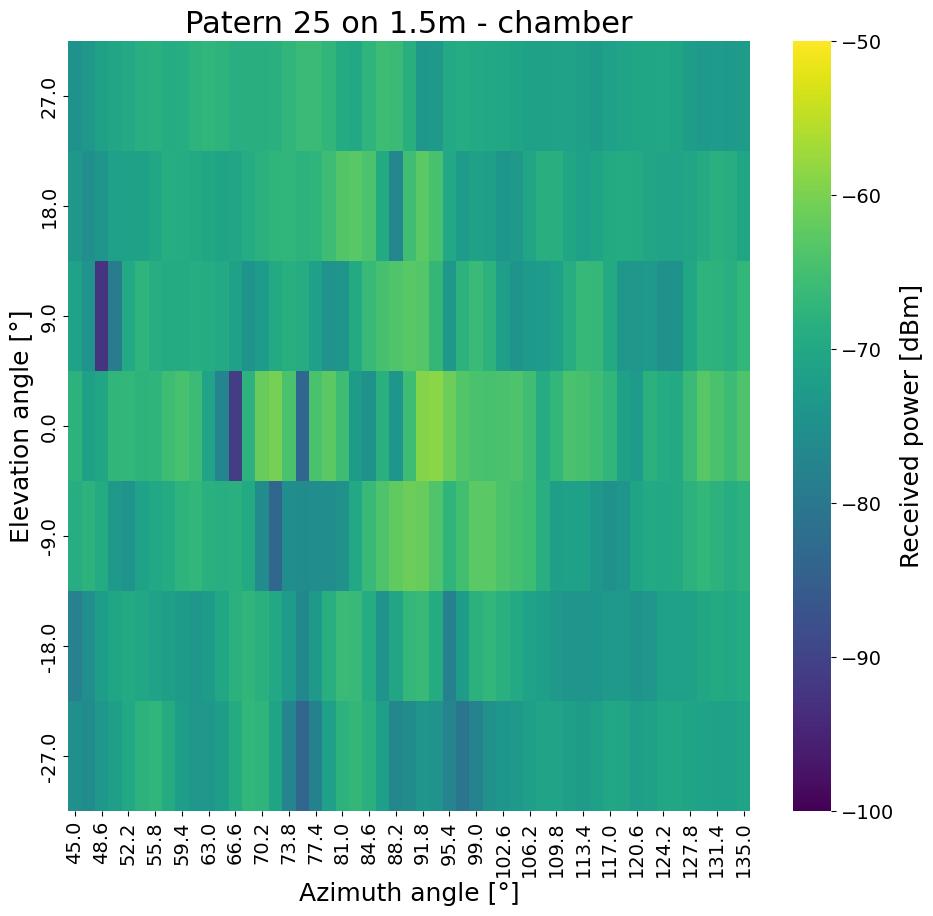 Patern 25 on 1.5m - chamber
Elevation angle [°]
27.0
18.0
9.0
0.0
-9.0
-18.0
-27.0
45.0 48.6 52.2 55.8 59.4 63.0 66.6 70.2 73.8 77.4 81.0 84.6 88.2 91.8 95.4 99.0 102.6 106.2 109.8 113.4 117.0 120.6 124.2 127.8 131.4 135.0
Azimuth angle [°]
−50
−60
−70
−80
−90
−100
Received power [dBm]